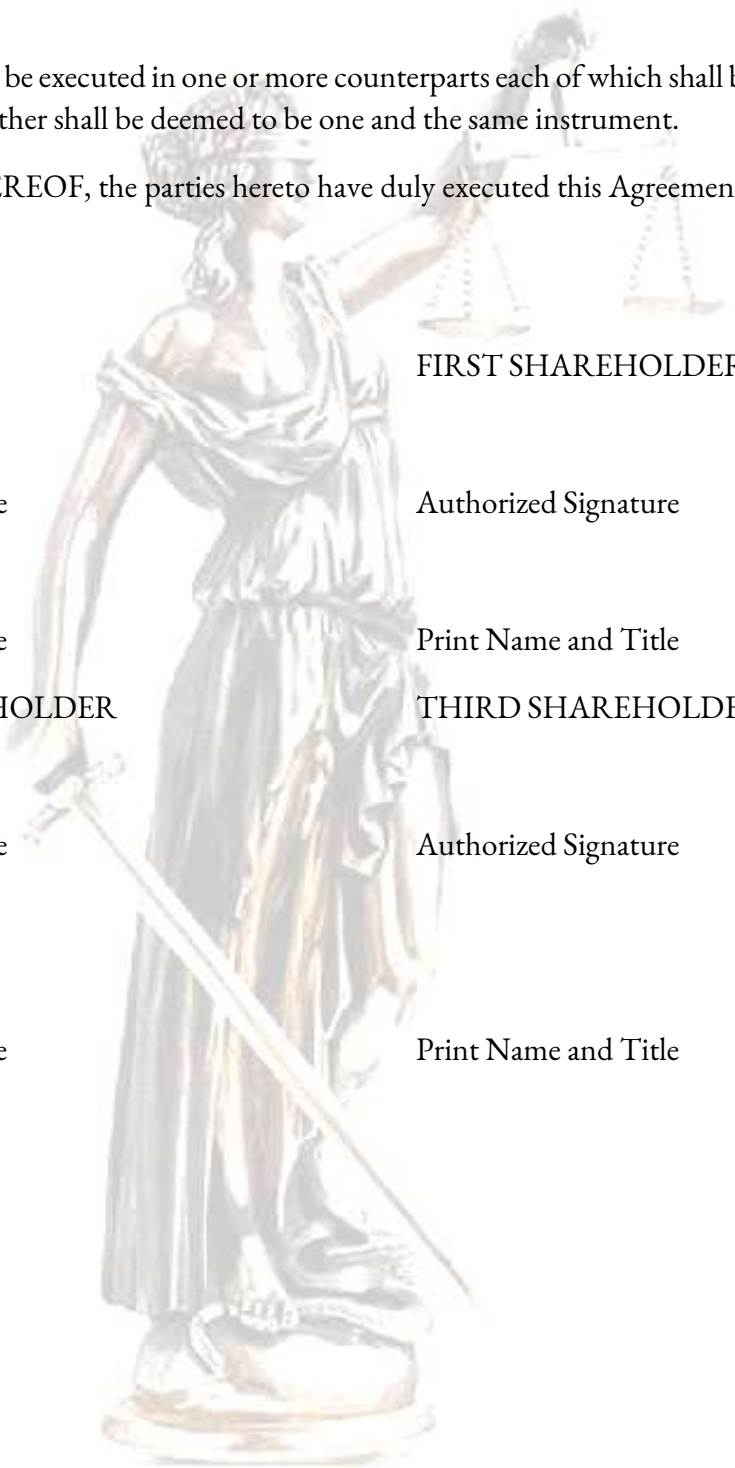 be executed in one or more counterparts each of which shall
ther shall be deemed to be one and the same instrument.
EREOF, the parties hereto have duly executed this Agreemen
FIRST SHAREHOLDER
e Authorized Signature
e Print Name and Title
HOLDER THIRD SHAREHOLDE
e Authorized Signature
e Print Name and Title